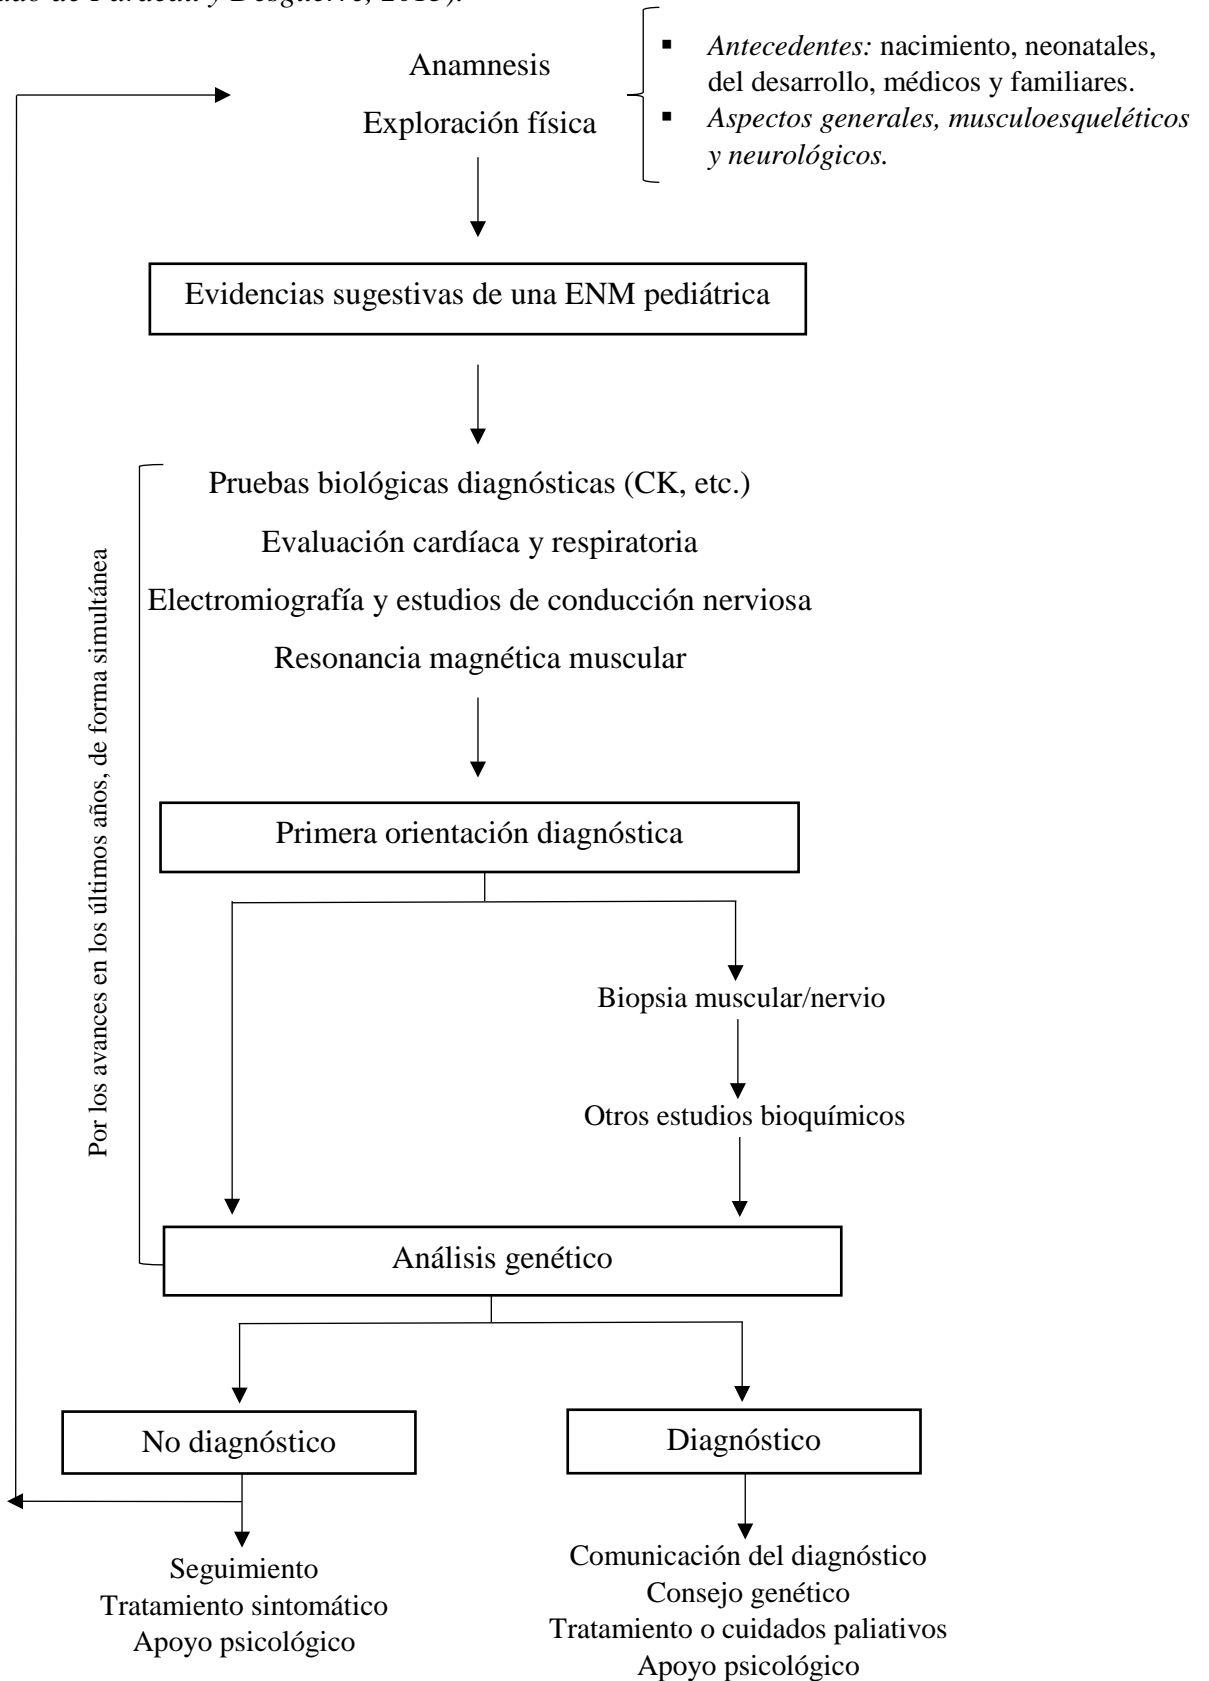 y Desguerre, 2015).
Anamnesis
Exploración física
▪ Antecedentes: nacimiento, neonatales,
del desarrollo, médicos y familiares.
▪ Aspectos generales, musculoesqueléticos
y neurológicos.
Evidencias sugestivas de una ENM pediátrica
Por los avances en los últimos años, de forma simultánea
Pruebas biológicas diagnósticas (CK, etc.)
Evaluación cardíaca y respiratoria
Electromiografía y estudios de conducción nerviosa
Resonancia magnética muscular
Primera orientación diagnóstica
Biopsia muscular/nervio
Otros estudios bioquímicos
Análisis genético
No diagnóstico
Diagnóstico
Seguimiento
Tratamiento sintomático
Apoyo psicológico
Comunicación del diagnóstico
Consejo genético
Tratamiento o cuidados paliativos
Apoyo psicológico